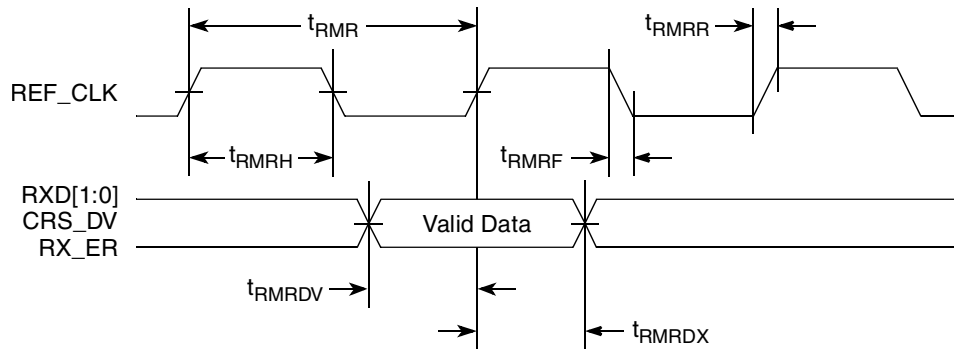 tRMR
tRMRR
REF_CLK
tRMRH
tRMRF
RXD[1:0]
CRS_DV
RX_ER
Valid Data
tRMRDV
tRMRDX